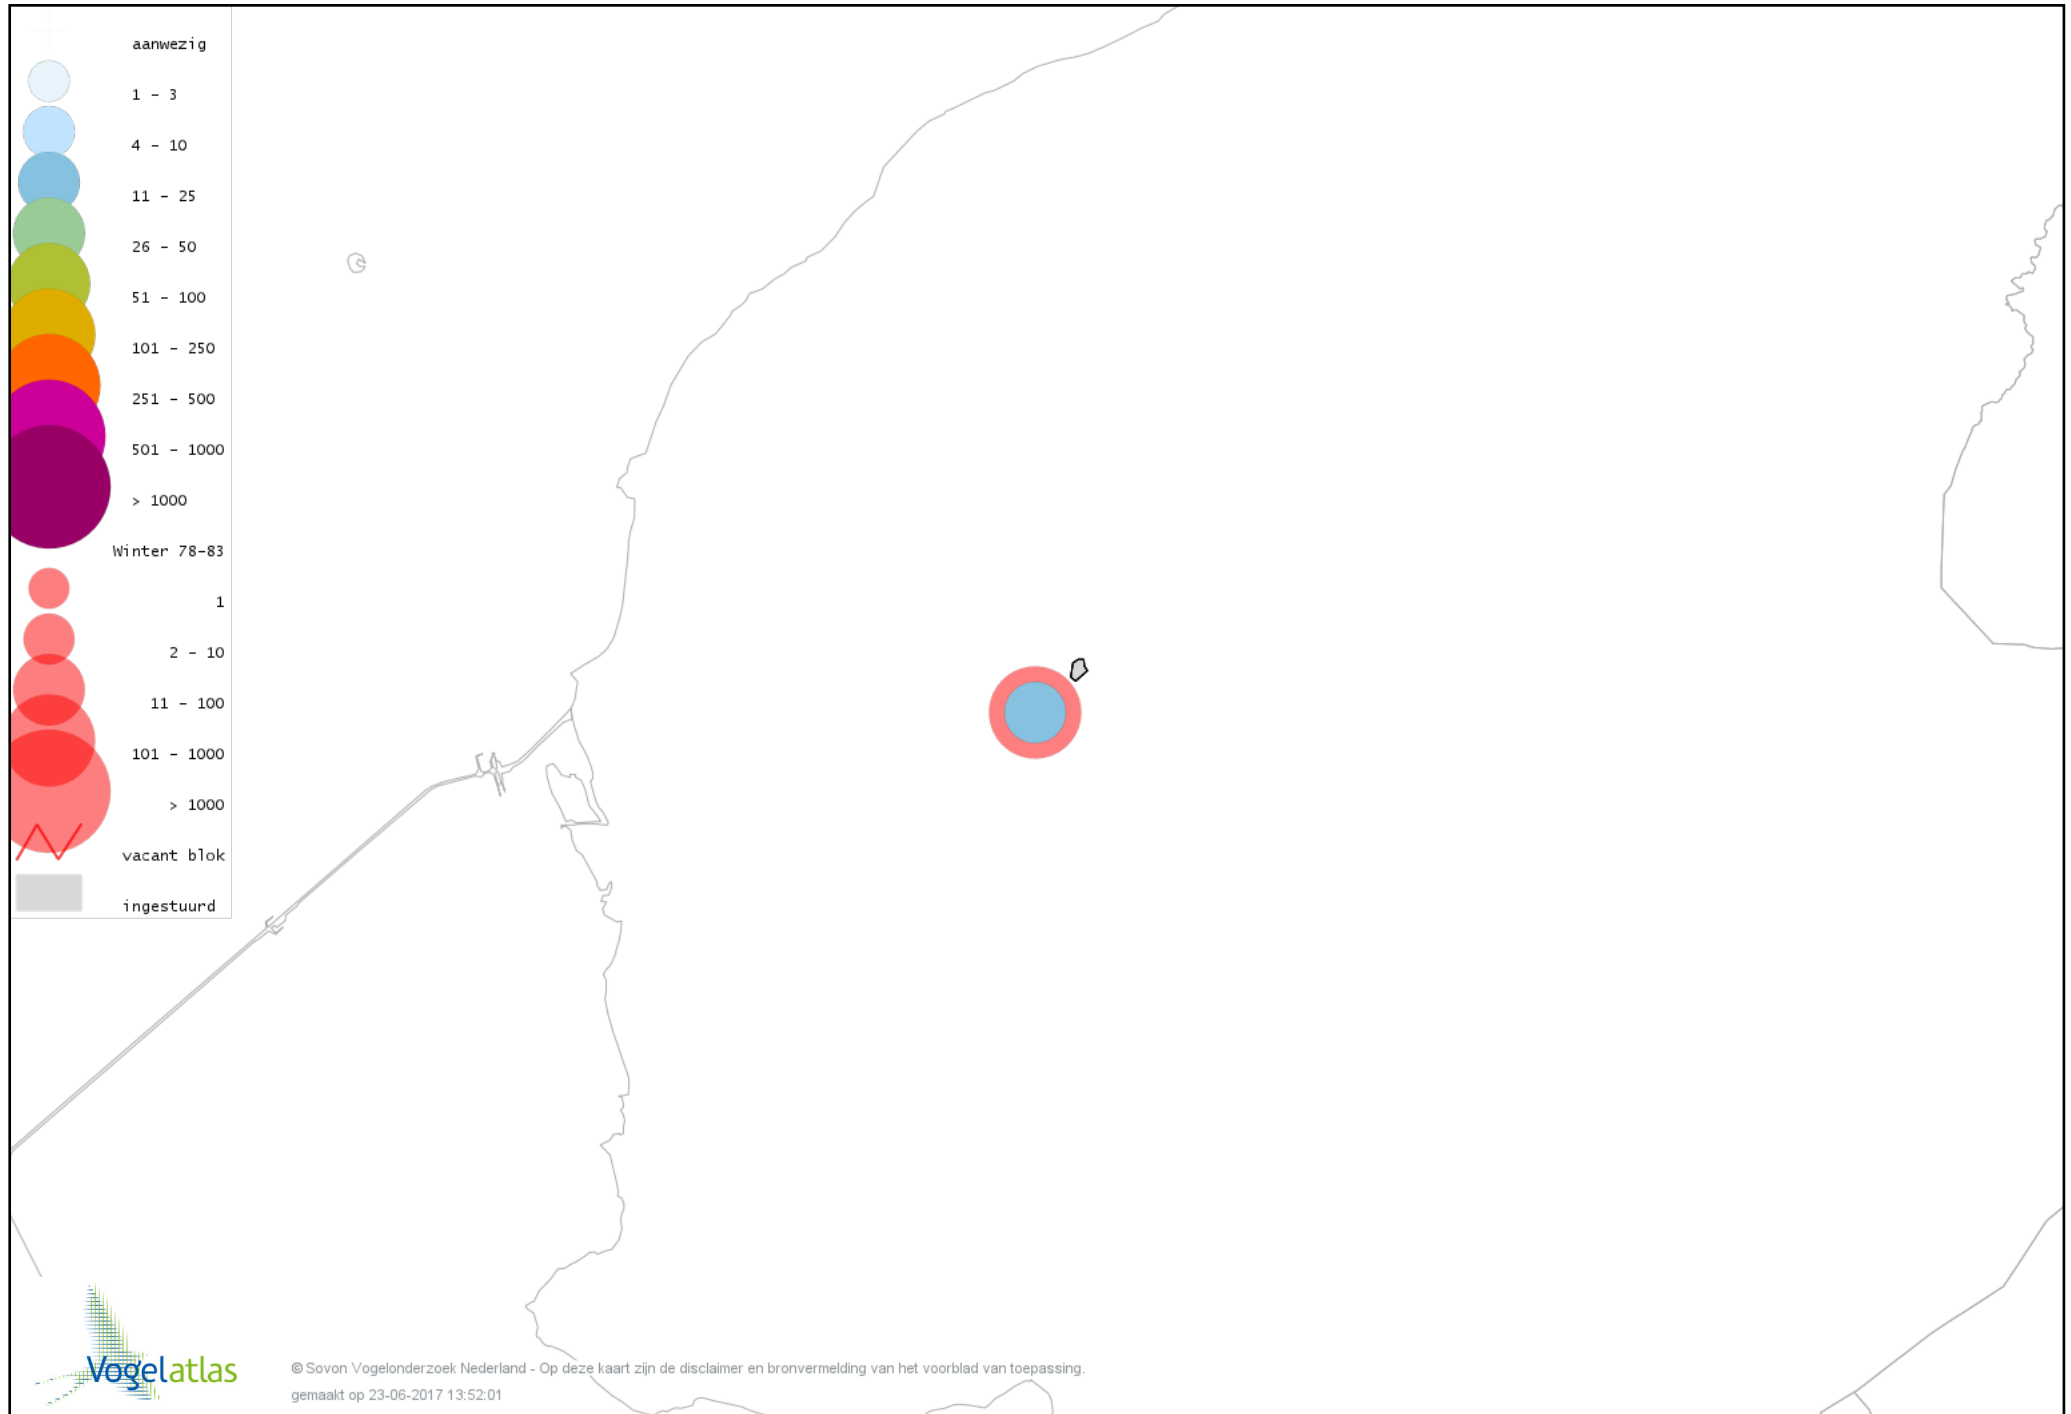 aanwezig
1 - 3
4 - 10
11 - 25
26 - 50
51 - 100
101 - 250
251 - 500
501 - 1000
> 1000
Winter 78-83
1
2 - 10
11 - 100
101 - 1000
> 1000
vacant blok
ingestuurd
Vogelatlas
© Sovon Vogelonderzoek Nederland - Op deze kaart zijn de disclaimer en bronvermelding van het voorblad van toepassing.
gemaakt op 23-06-2017 13:52:01